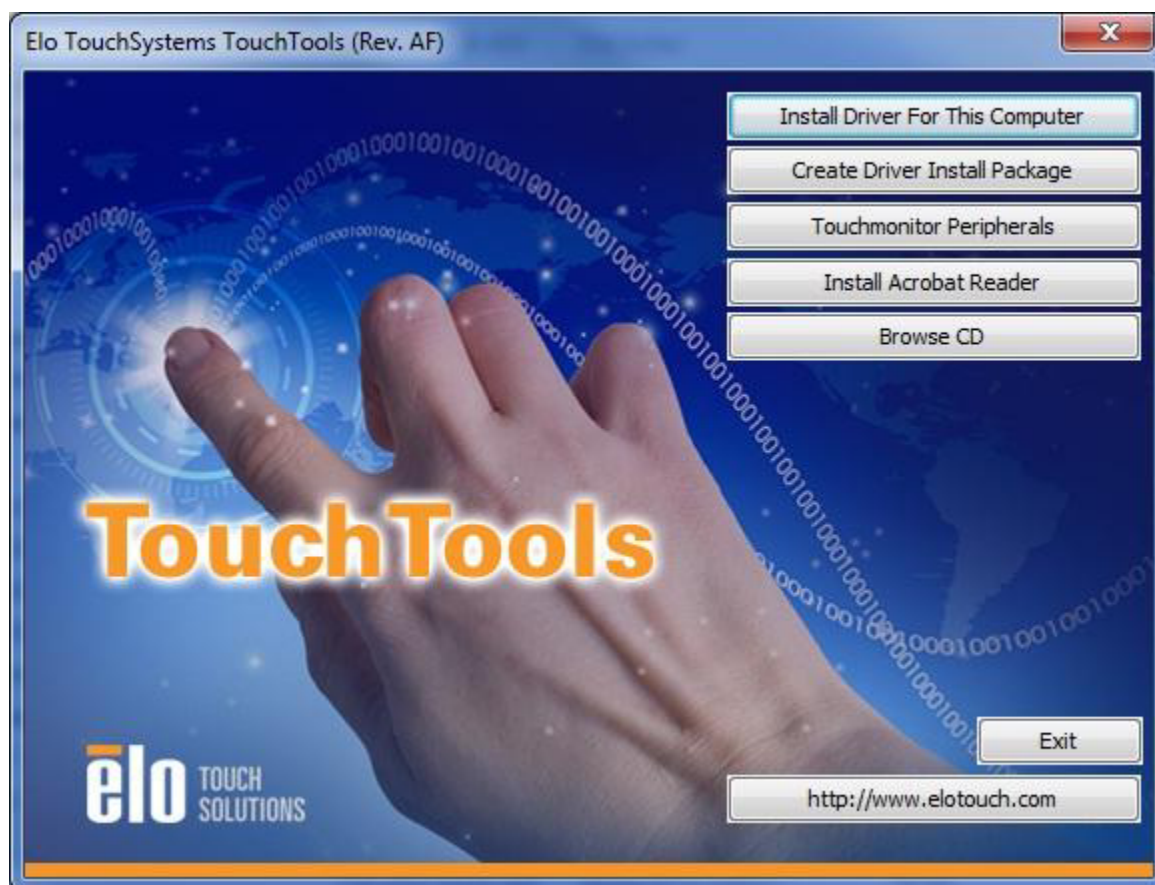 Elo TouchSystems TouchTools (Rev. AF)
Install Driver For This Computer
Create Driver Install Package
Touchmonitor Peripherals
Install Acrobat Reader
Browse CD
TouchTools
ēlo TOUCH
SOLUTIONS
Exit
http://www.elotouch.com